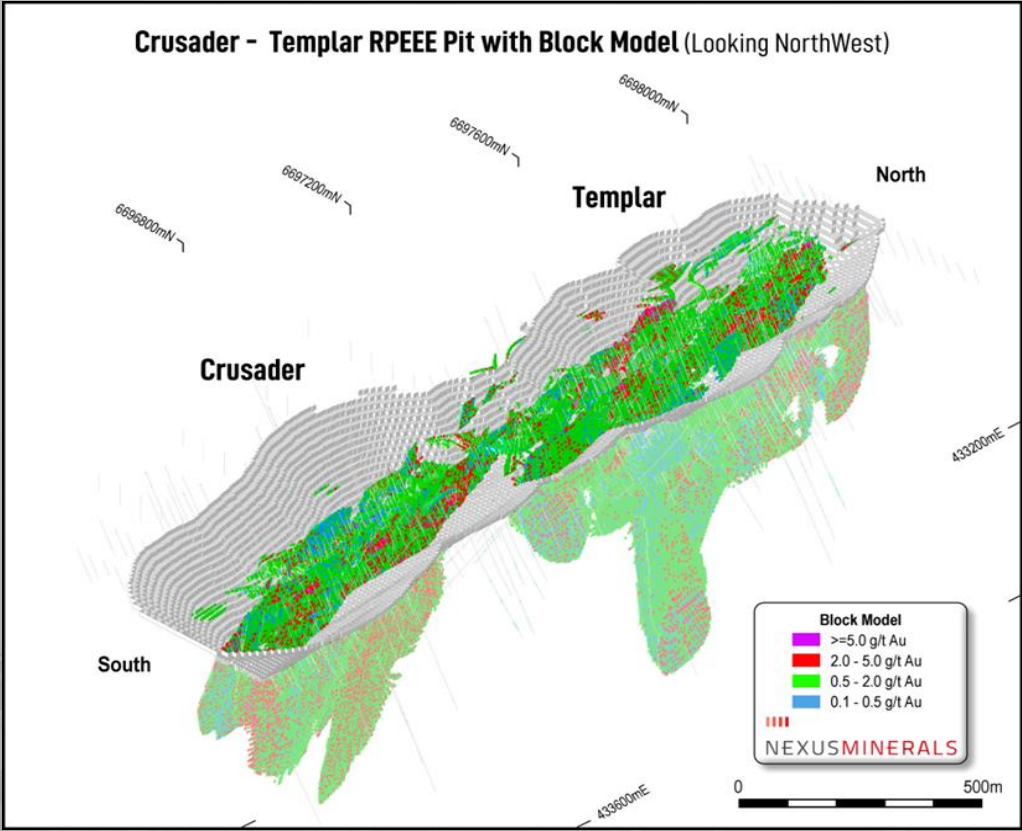 Crusader - Templar RPEEE Pit with Block Model (Looking NorthWest)
6698000mN
6697600mN
6697200mN
6696800mN
North
Templar
Crusader
433200mE
South
Block Model
>=5.0 g/t Au
2.0 - 5.0 g/t Au
0.5 - 2.0 g/t Au
0.1 - 0.5 g/t Au
NEXUSMINERALS
0 500m
433600mE